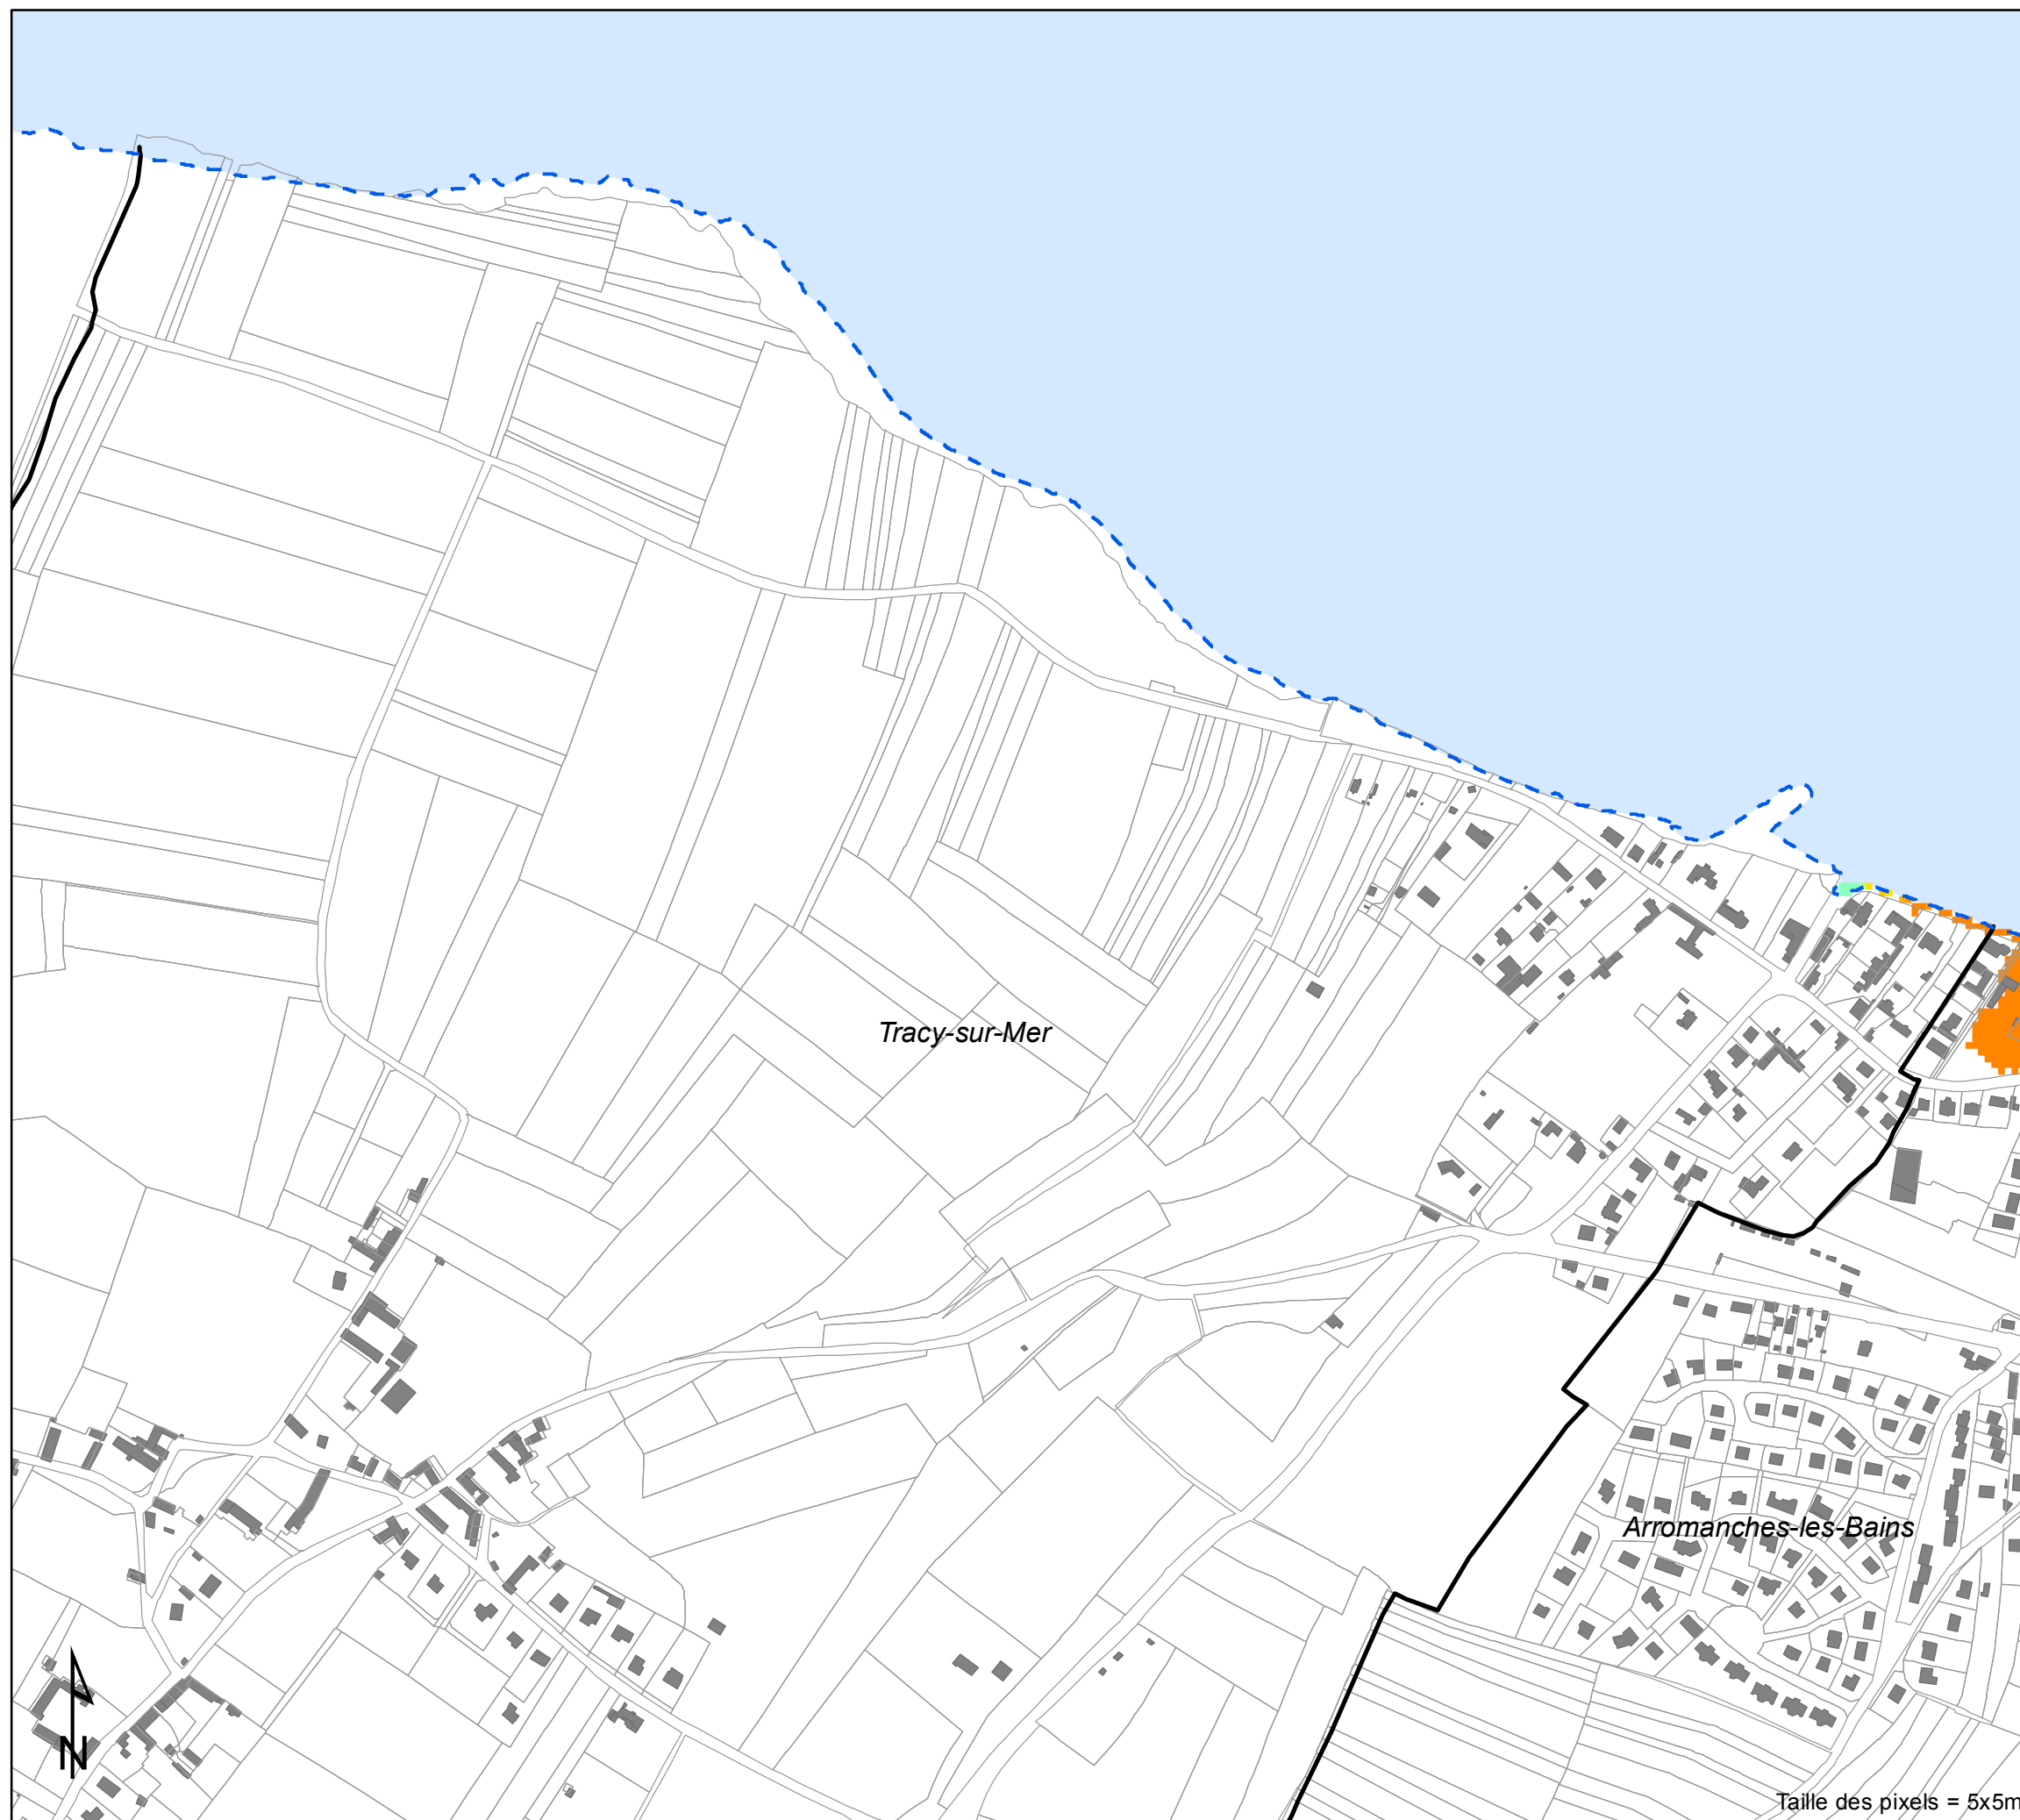 Tracy-sur-Mer
Arromanches-les-Bains
N
Taille des pixels = 5x5m